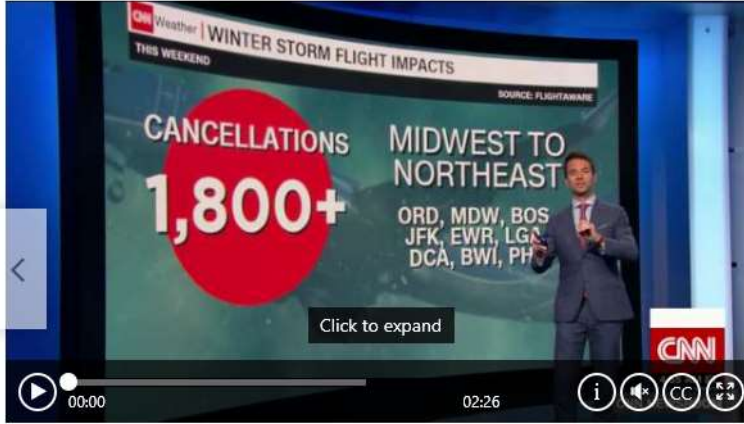 CNN Weather | WINTER STORM FLIGHT IMPACTS
THIS WEEKEND
SOURCE: FLIGHTAWARE
CANCELLATIONS
1,800+
MIDWEST TO
NORTHEAST
ORD, MDW, BOS
JFK, EWR, LGA
DCA, BWI,
Click to expand
CNN
00:00
02:26
i
CC